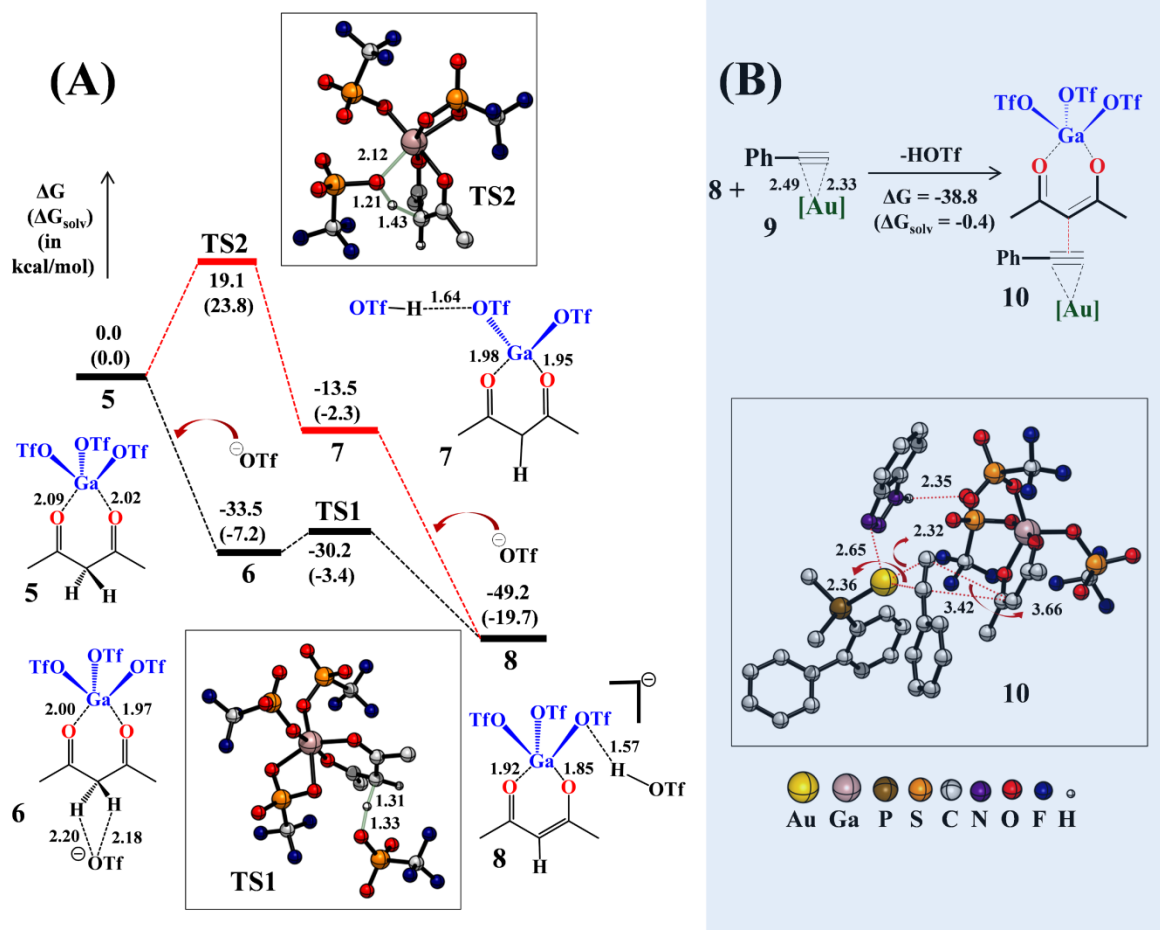 (A)
ΔG
(ΔGsolv)
(in
kcal/mol)
TS2
19.1
(23.8)
2.12
1.21
1.43
TS2
0.0
(0.0)
5
OTf
-13.5
(-2.3)
7
OTf H 1.64 OTf OTf
Ga
1.98 1.95
O O
7
H
TfO OTf OTf
Ga
2.09 2.02
O O
5
H H
-33.5
(-7.2)
6
TS1
-30.2
(-3.4)
OTf
-49.2
(-19.7)
8
TfO OTf OTf
Ga
2.00 1.97
O O
6
H H
2.20 2.18
⊖OTf
1.31
1.33
TS1
⊖
TfO OTf OTf
Ga
1.57
1.92 1.85
H
OTf
O O
8
H
(B)
8 +
Ph
2.49 2.33
[Au]
9
-HOTf
ΔG = -38.8
(ΔGsolv = -0.4)
OTf OTf OTf
Ga
O O
Ph
10
[Au]
2.35
2.32
2.65
2.36
3.42
3.66
10
Au Ga P S C N O F H